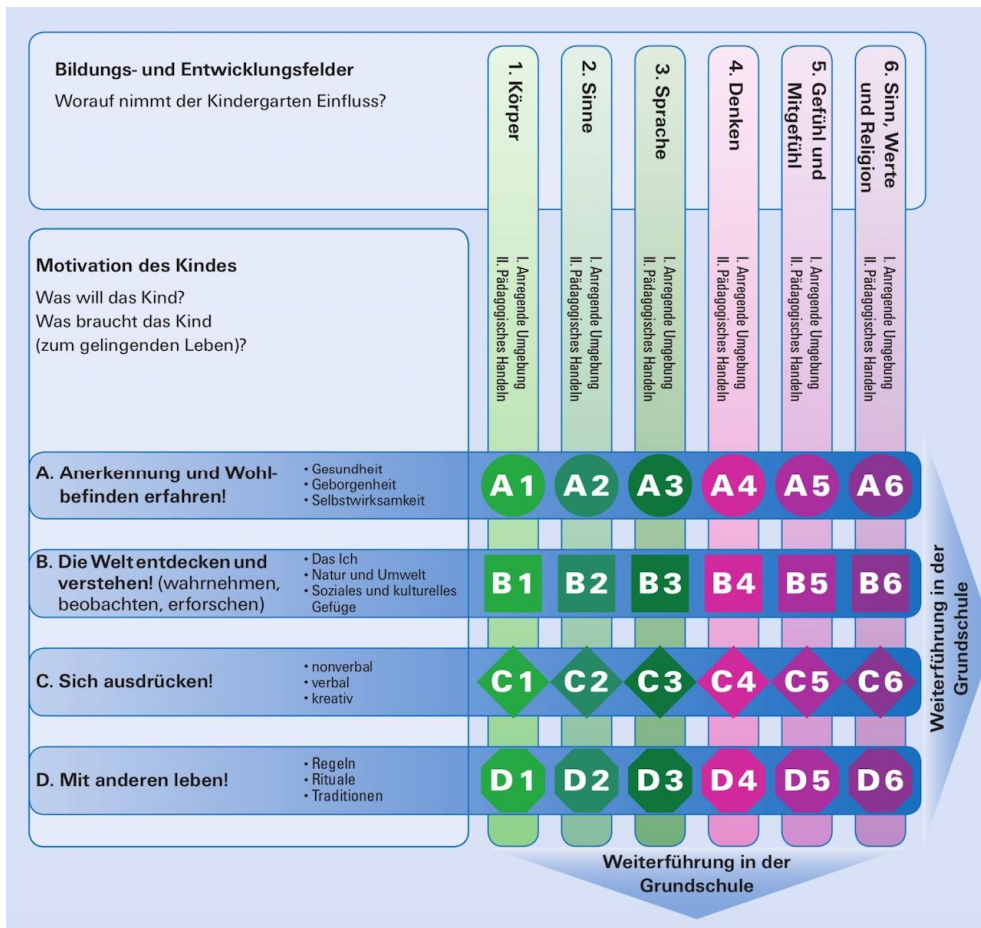 Bildungs- und Entwicklungsfelder
Worauf nimmt der Kindergarten Einfluss?
1. Körper
2. Sinne
3. Sprache
4. Denken
5. Gefühl und
Mitgefühl
6. Sinn, Werte
und Religion
Motivation des Kindes
Was will das Kind?
Was braucht das Kind
(zum gelingenden Leben)?
I. Anregende Umgebung
II. Pädagogisches Handeln
I. Anregende Umgebung
II. Pädagogisches Handeln
I. Anregende Umgebung
II. Pädagogisches Handeln
I. Anregende Umgebung
II. Pädagogisches Handeln
I. Anregende Umgebung
II. Pädagogisches Handeln
I. Anregende Umgebung
II. Pädagogisches Handeln
A. Anerkennung und Wohl-
befinden erfahren!
• Gesundheit
• Geborgenheit
• Selbstwirksamkeit
A1 A2 A3 A4 A5 A6
B. Die Welt entdecken und
verstehen! (wahrnehmen,
beobachten, erforschen)
• Das Ich
• Natur und Umwelt
• Soziales und kulturelles
Gefüge
B1 B2 B3 B4 B5 B6
C. Sich ausdrücken!
• nonverbal
• verbal
• kreativ
C1 C2 C3 C4 C5 C6
D. Mit anderen leben!
• Regeln
• Rituale
• Traditionen
D1 D2 D3 D4 D5 D6
Weiterführung in der
Grundschule
Weiterführung in der
Grundschule